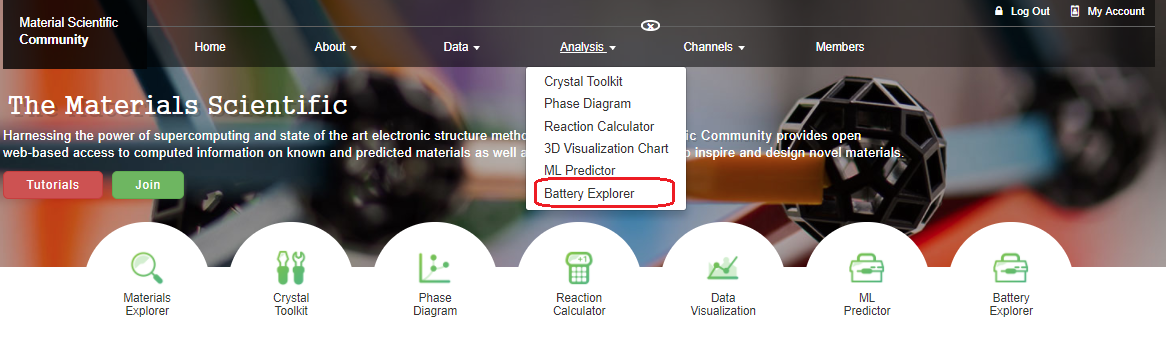 Material Scientific
Community
Log Out
My Account
Home
About
Data
Analysis
Channels
Members
Crystal Toolkit
Phase Diagram
Reaction Calculator
3D Visualization Chart
ML Predictor
Battery Explorer
The Materials Scientific
Harnessing the power of supercomputing and state of the art electronic structure metho ic Community provides open
web-based access to computed information on known and predicted materials as well a o inspire and design novel materials.
Tutorials
Join
Materials
Explorer
Crystal
Toolkit
Phase
Diagram
+1
Reaction
Calculator
Data
Visualization
ML
Predictor
Battery
Explorer